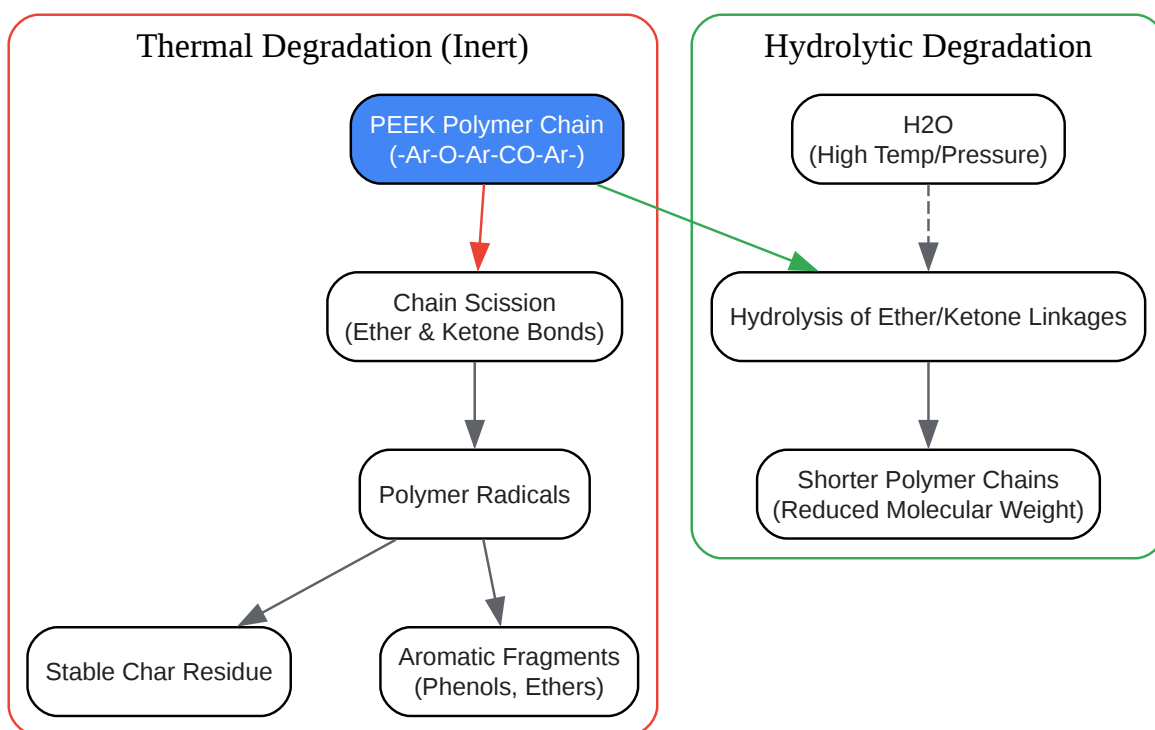 Thermal Degradation (Inert)
PEEK Polymer Chain
(-Ar-O-Ar-CO-Ar-)
Chain Scission
(Ether & Ketone Bonds)
Polymer Radicals
Stable Char Residue
Aromatic Fragments
(Phenols, Ethers)
Hydrolytic Degradation
H2O
(High Temp/Pressure)
Hydrolysis of Ether/Ketone Linkages
Shorter Polymer Chains
(Reduced Molecular Weight)